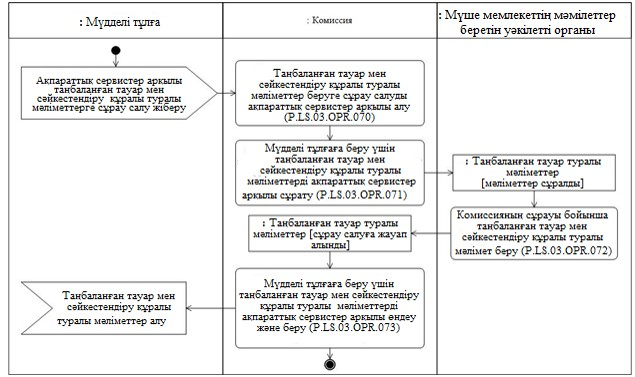 : Мүдделі тұлға
: Комиссия
: Мүше мемлекеттің мәмілеттер
беретін уәкілетті органы
Ақпараттық сервистер арқылы
таңбаланған тауар мен
сәйкестендіру құралы туралы
мәліметтерге сұрау салу жіберу
Таңбаланған тауар мен
сәйкестендіру құралы туралы
мәліметтер беруге сұрау салуды
ақпараттық сервистер арқылы алу
(P.LS.03.OPR.070)
Мүдделі тұлғаға беру үшін
таңбаланған тауар мен
сәйкестендіру құралы туралы
мәліметтерді ақпараттық сервистер
арқылы сұрату (P.LS.03.OPR.071)
: Таңбаланған тауар туралы
мәліметтер
[мәліметтер сұралды]
Комиссияның сұрауы бойынша
таңбаланған тауар мен
сәйкестендіру құралы туралы
мәлімет беру (P.LS.03.OPR.072)
: Таңбаланған тауар туралы
мәліметтер [сұрау салуға жауап
алынды]
Мүдделі тұлғаға беру үшін
таңбаланған тауар мен сәйкестендіру
құралы туралы мәліметтерді
ақпараттық сервистер арқылы өңдеу
және беру (P.LS.03.OPR.073)
Таңбаланған тауар мен
сәйкестендіру құралы
туралы мәліметтер алу